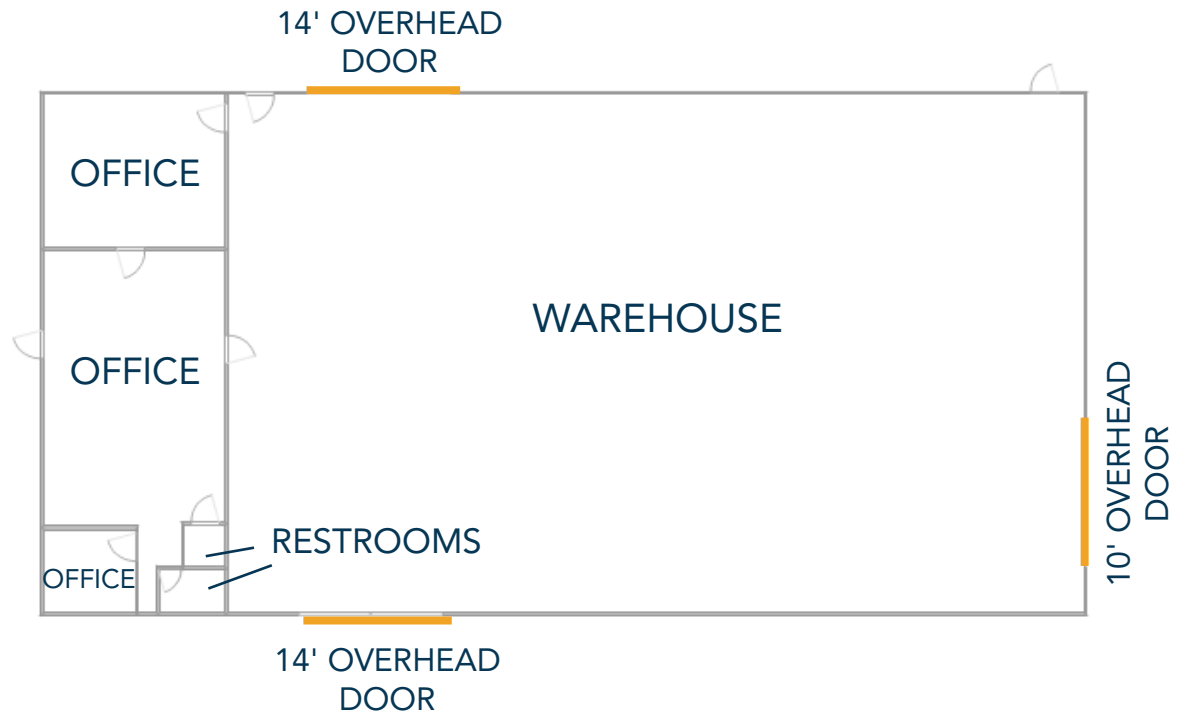 14' OVERHEAD
DOOR
OFFICE
WAREHOUSE
OFFICE
10' OVERHEAD
DOOR
RESTROOMS
OFFICE
14' OVERHEAD
DOOR